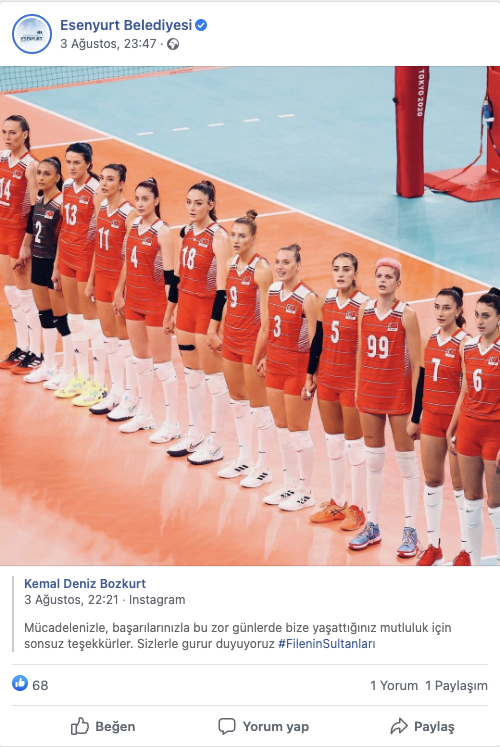 Esenyurt Belediyesi
3 Ağustos, 23:47 ·
ESENYURT
TOKYO 2020
14
2
13
11
4
18
9
3
5
99
7
6
Kemal Deniz Bozkurt
3 Ağustos, 22:21 · Instagram
Mücadelenizle, başarılarınızla bu zor günlerde bize yaşattığınız mutluluk için
sonsuz teşekkürler. Sizlerle gurur duyuyoruz #FileninSultanları
68
1 Yorum 1 Paylaşım
Beğen Yorum yap Paylaş